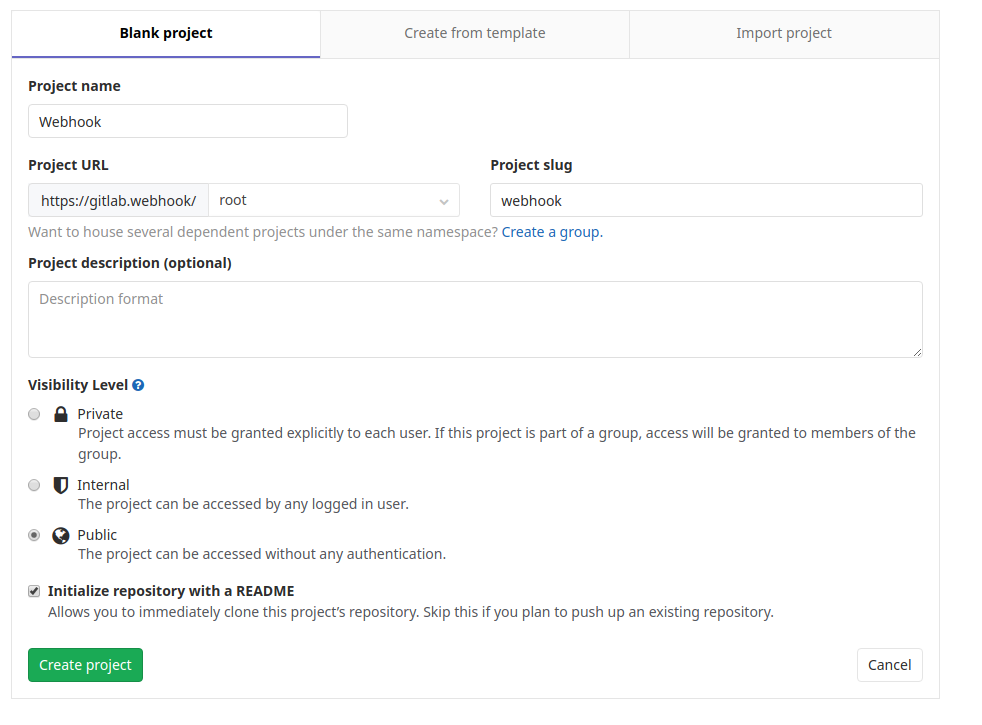 Blank project
Create from template
Import project
Project name
Webhook
Project URL
Project slug
https://gitlab.webhook/
root
webhook
Want to house several dependent projects under the same namespace? Create a group.
Project description (optional)
Description format
Visibility Level
Private
Project access must be granted explicitly to each user. If this project is part of a group, access will be granted to members of the
group.
Internal
The project can be accessed by any logged in user.
Public
The project can be accessed without any authentication.
Initialize repository with a README
Allows you to immediately clone this project’s repository. Skip this if you plan to push up an existing repository.
Create project
Cancel